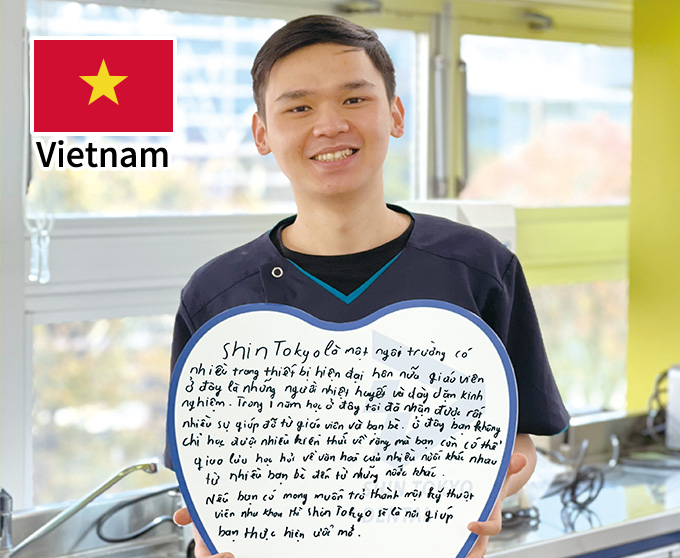 Vietnam
Shin Tokyo là một ngôi trường có
nhiều trang thiết bị hiện đại hơn nữa giáo viên
ở đây là những người nhiệt huyết và dày dặn kinh
nghiệm. Trong 1 năm học ở đây tôi đã nhận được rất
nhiều sự giúp đỡ từ giáo viên và bạn bè. ở đây bạn không
chỉ học được nhiều kiến thức về răng mà bạn còn có thể
giao lưu học hỏi về văn hoá của nhiều nước khác nhau
từ nhiều bạn bè đến từ những nước khác.
Nếu bạn có mong muốn trở thành một kỹ thuật
viên nha khoa thì Shin Tokyo sẽ là nơi giúp
bạn thực hiện ước mơ.